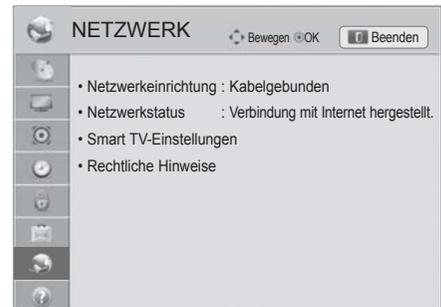 NETZWERK
Bewegen OK Beenden
• Netzwerkeinrichtung : Kabelgebunden
• Netzwerkstatus : Verbindung mit Internet hergestellt.
• Smart TV-Einstellungen
• Rechtliche Hinweise